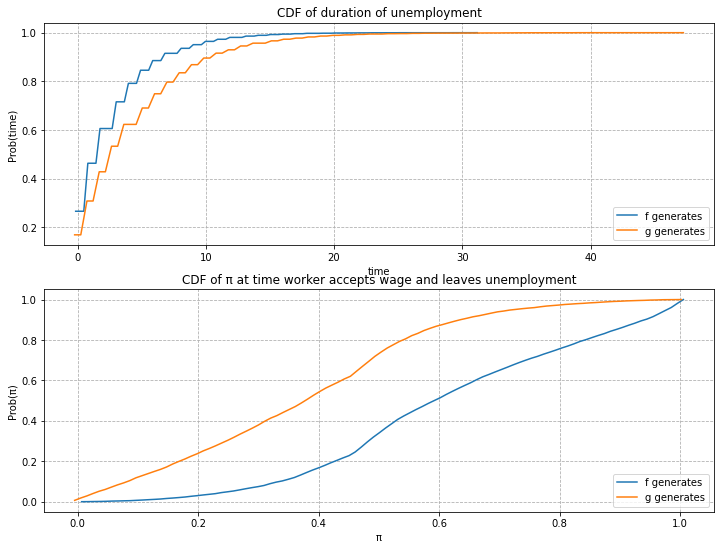 CDF of duration of unemployment
Prob(time)
1.0
0.8
0.6
0.4
0.2
f generates
g generates
0 10 20 30 40
time
CDF of π at time worker accepts wage and leaves unemployment
Prob(π)
1.0
0.8
0.6
0.4
0.2
0.0
f generates
g generates
0.0 0.2 0.4 0.6 0.8 1.0
π